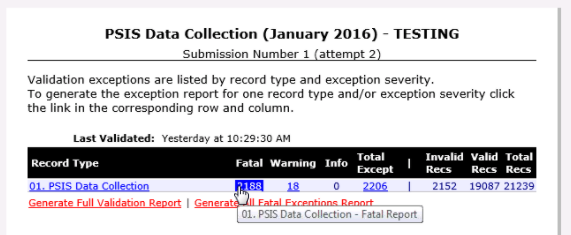 PSIS Data Collection (January 2016) - TESTING
Submission Number 1 (attempt 2)
Validation exceptions are listed by record type and exception severity.
To generate the exception report for one record type and/or exception severity click
the link in the corresponding row and column.
Last Validated: Yesterday at 10:29:30 AM
Record Type Fatal Warning Info Total Except | Invalid Recs Valid Recs Total Recs
01. PSIS Data Collection 2188 18 0 2206 | 2152 19087 21239
Generate Full Validation Report | Generate All Fatal Exceptions Report
01. PSIS Data Collection - Fatal Report